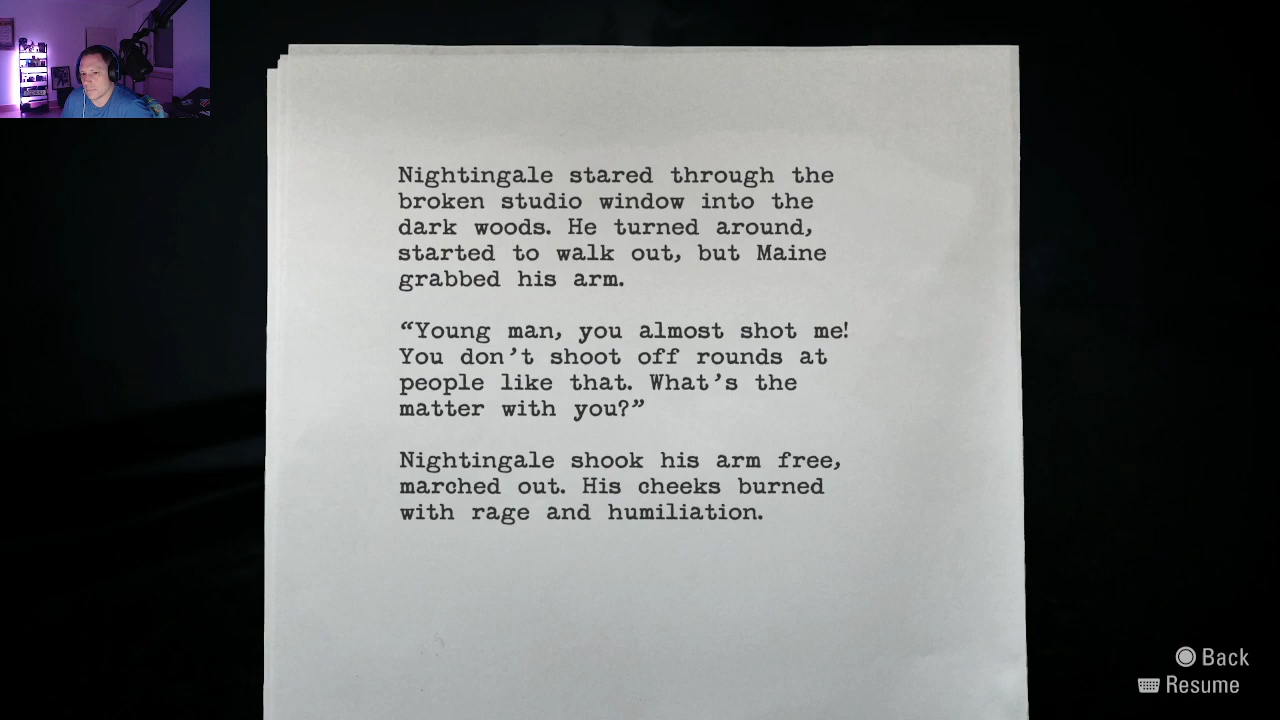 Nightingale stared through the
broken studio window into the
dark woods. He turned around,
started to walk out, but Maine
grabbed his arm.
“Young man, you almost shot me!
You don’t shoot off rounds at
people like that. What’s the
matter with you?”
Nightingale shook his arm free,
marched out. His cheeks burned
with rage and humiliation.
Back
Resume